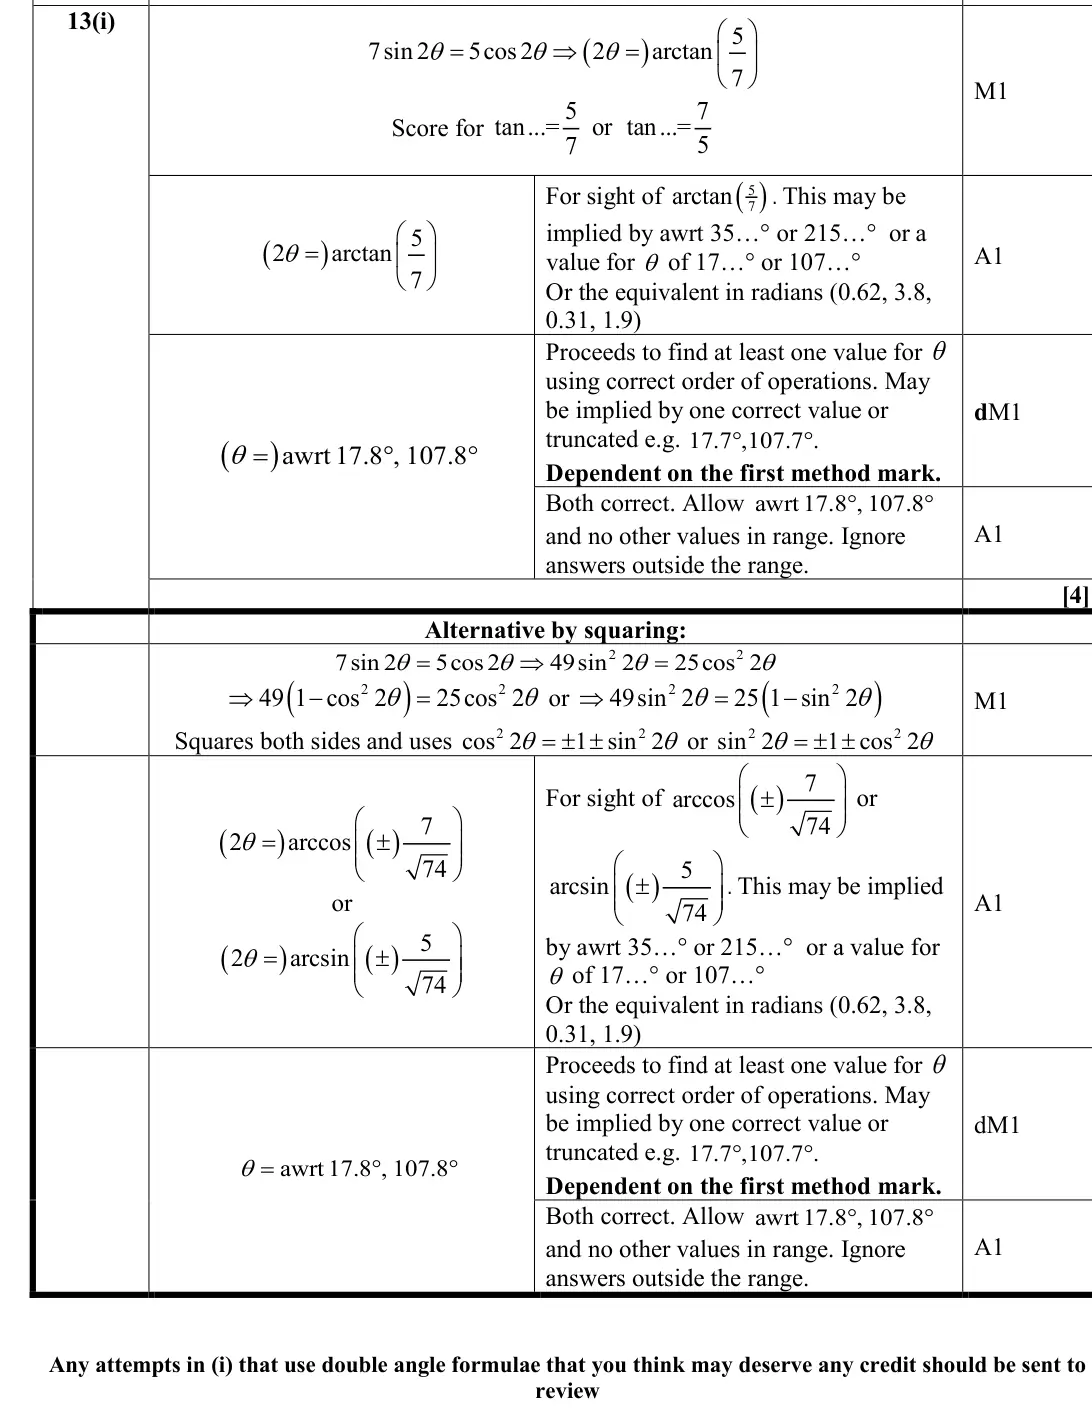 13(i)
7 sin 2θ = 5 cos 2θ ⇒ (2θ =) arctan(5/7)
Score for tan...= 5/7 or tan...= 7/5
M1
(2θ =) arctan(5/7)
For sight of arctan(5/7). This may be
implied by awrt 35…° or 215…° or a
value for θ of 17…° or 107…°
Or the equivalent in radians (0.62, 3.8,
0.31, 1.9)
A1
(θ =) awrt 17.8°, 107.8°
Proceeds to find at least one value for θ
using correct order of operations. May
be implied by one correct value or
truncated e.g. 17.7°,107.7°.
Dependent on the first method mark.
dM1
Both correct. Allow awrt 17.8°, 107.8°
and no other values in range. Ignore
answers outside the range.
A1
[4]
Alternative by squaring:
7 sin 2θ = 5 cos 2θ ⇒ 49 sin² 2θ = 25 cos² 2θ
⇒ 49(1 − cos² 2θ) = 25 cos² 2θ or ⇒ 49 sin² 2θ = 25(1 − sin² 2θ)
Squares both sides and uses cos² 2θ = ±1 ± sin² 2θ or sin² 2θ = ±1 ± cos² 2θ
M1
(2θ =) arccos((±) 7/√74)
or
(2θ =) arcsin((±) 5/√74)
For sight of arccos((±) 7/√74) or
arcsin((±) 5/√74). This may be implied
by awrt 35…° or 215…° or a value for
θ of 17…° or 107…°
Or the equivalent in radians (0.62, 3.8,
0.31, 1.9)
A1
θ = awrt 17.8°, 107.8°
Proceeds to find at least one value for θ
using correct order of operations. May
be implied by one correct value or
truncated e.g. 17.7°,107.7°.
Dependent on the first method mark.
dM1
Both correct. Allow awrt 17.8°, 107.8°
and no other values in range. Ignore
answers outside the range.
A1
Any attempts in (i) that use double angle formulae that you think may deserve any credit should be sent to
review